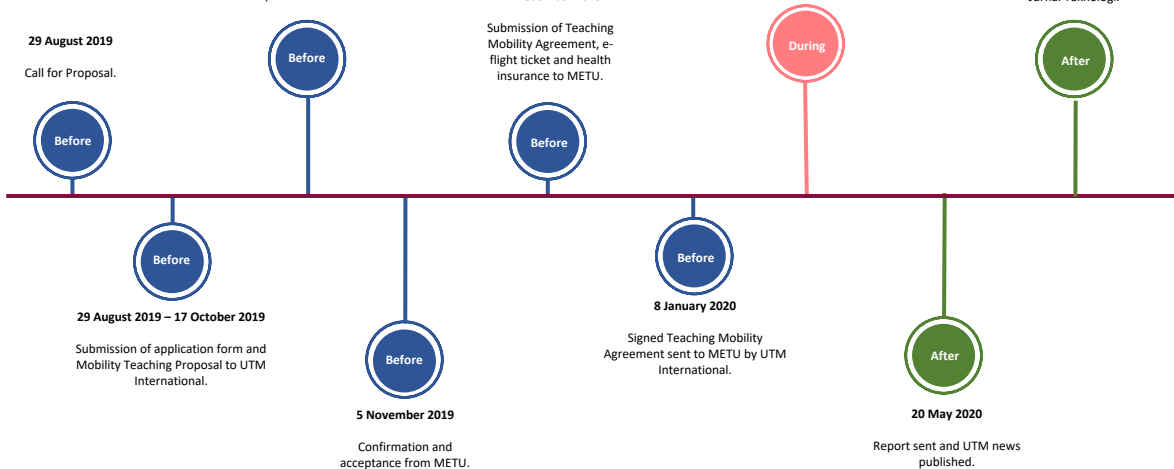 29 August 2019
Call for Proposal.
Before
29 August 2019 – 17 October 2019
Submission of application form and
Mobility Teaching Proposal to UTM
International.
Before
Before
Before
5 November 2019
Confirmation and
acceptance from METU.
Submission of Teaching
Mobility Agreement, e-
flight ticket and health
insurance to METU.
Before
Before
8 January 2020
Signed Teaching Mobility
Agreement sent to METU by UTM
International.
During
After
20 May 2020
Report sent and UTM news
published.
After